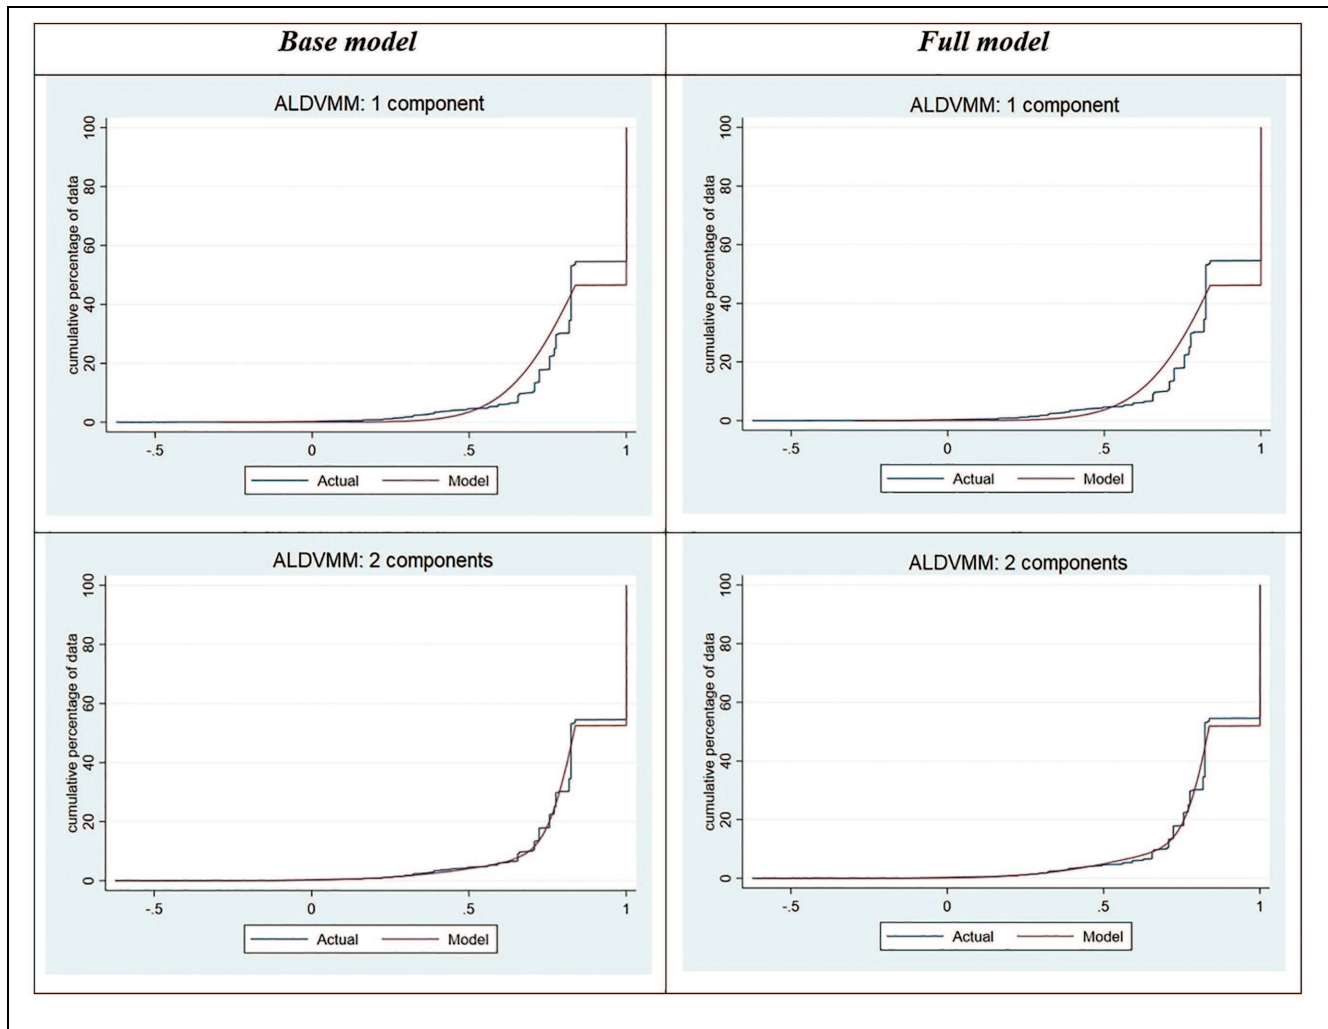 Base model
Full model
ALDVMM: 1 component
cumulative percentage of data
100
80
60
40
20
0
-.5
0
.5
1
Actual
Model
ALDVMM: 1 component
cumulative percentage of data
100
80
60
40
20
0
-.5
0
.5
1
Actual
Model
ALDVMM: 2 components
cumulative percentage of data
100
80
60
40
20
0
-.5
0
.5
1
Actual
Model
ALDVMM: 2 components
cumulative percentage of data
100
80
60
40
20
0
-.5
0
.5
1
Actual
Model